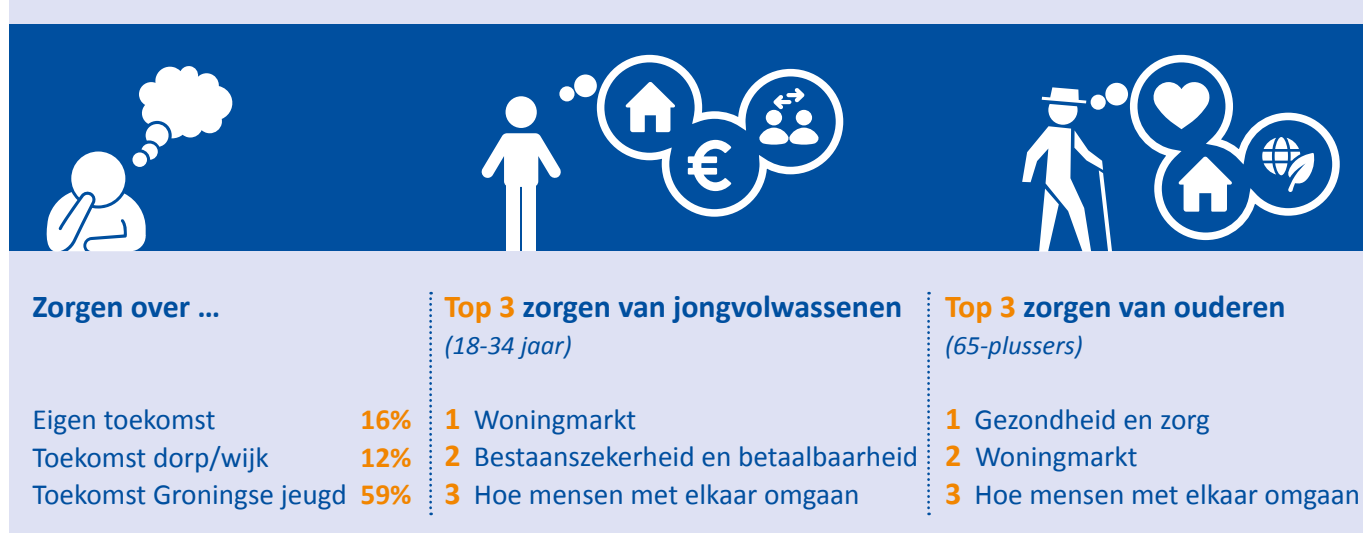 Zorgen over ...
Eigen toekomst 16%
Toekomst dorp/wijk 12%
Toekomst Groningse jeugd 59%
Top 3 zorgen van jongvolwassenen
(18-34 jaar)
1 Woningmarkt
2 Bestaanszekerheid en betaalbaarheid
3 Hoe mensen met elkaar omgaan
Top 3 zorgen van ouderen
(65-plussers)
1 Gezondheid en zorg
2 Woningmarkt
3 Hoe mensen met elkaar omgaan